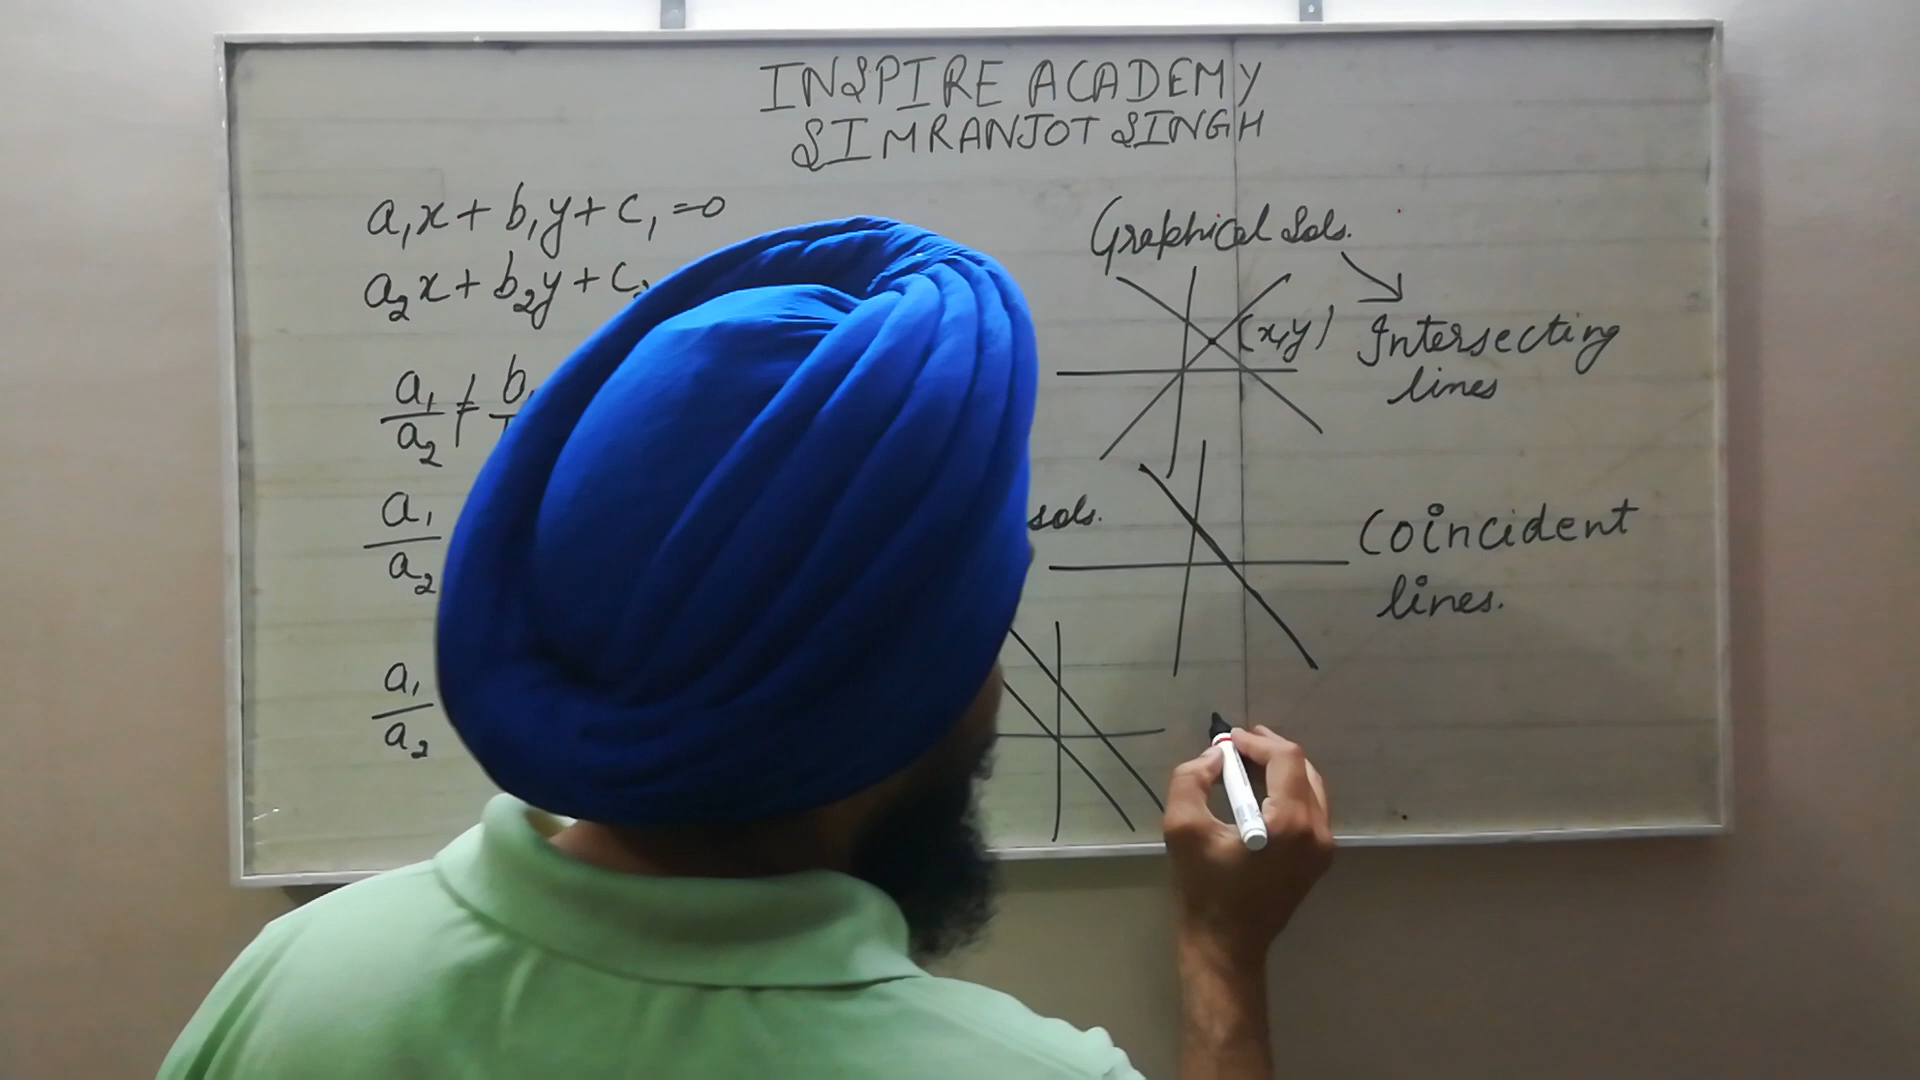 INSPIRE ACADEMY
SIMRANJOT SINGH
a₁x + b₁y + c₁ = 0
a₂x + b₂y + c₂
a₁/a₂ ≠ b₁
a₁/a₂
a₁/a₂
Graphical Sols.
(x,y)
Intersecting
lines
sols.
Coincident
lines.